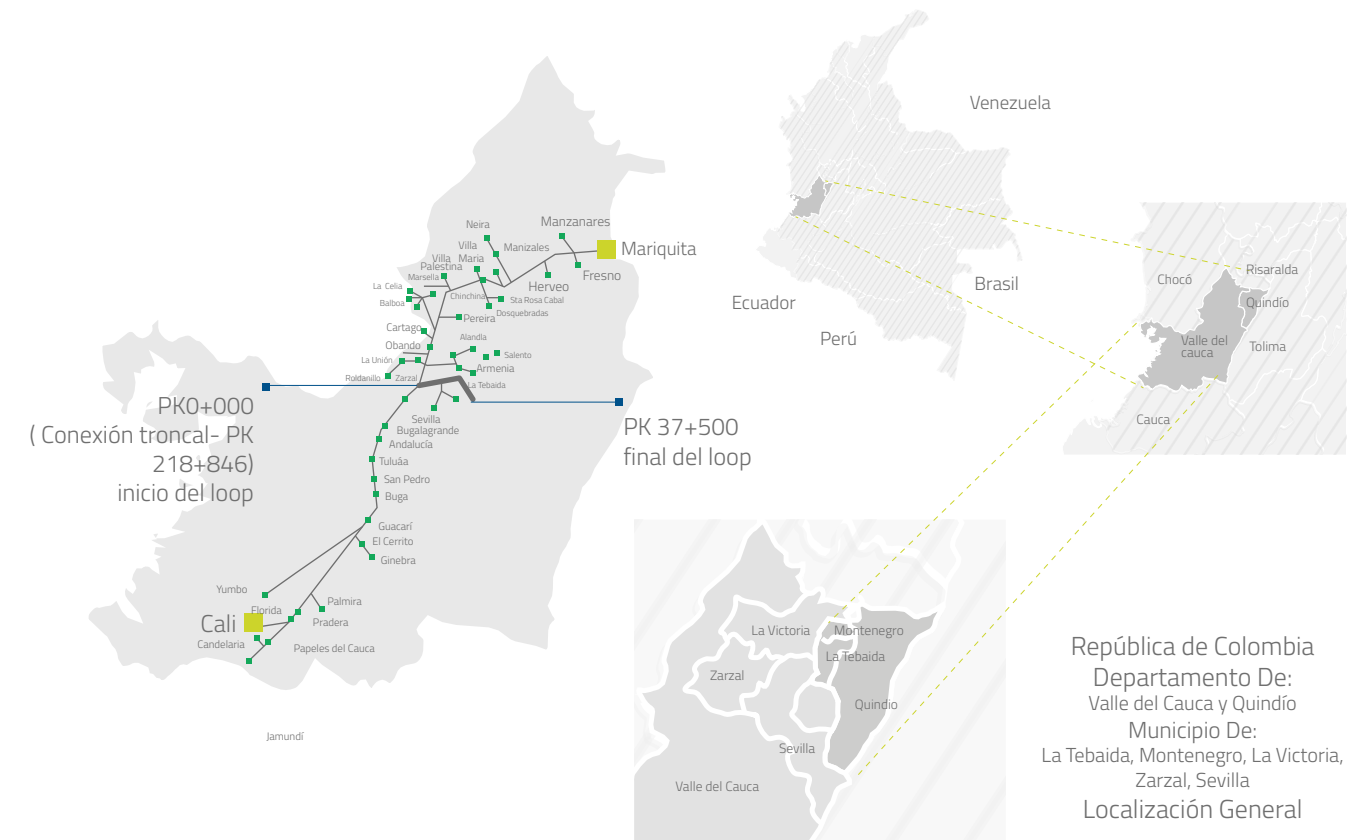 Venezuela
Brasil
Ecuador
Perú
Chocó
Risaralda
Quindío
Valle del
cauca
Tolima
Cauca
Neira
Manzanares
Villa
Manizales
Mariquita
Villa
Maria
Palestina
Fresno
Marsella
Herveo
La Celia
Chinchina
Sta Rosa Cabal
Balboa
Dosquebradas
Pereira
Cartago
Alandia
Obando
Salento
La Unión
Armenia
Roldanillo
Zarzal
La Tebaida
PK0+000
( Conexión troncal- PK
218+846)
inicio del loop
PK 37+500
final del loop
Sevilla
Bugalagrande
Andalucía
Tuluáa
San Pedro
Buga
Guacarí
El Cerrito
Ginebra
Yumbo
Palmira
Florida
Cali
Pradera
Candelaria
Papeles del Cauca
Jamundí
La Victoria
Montenegro
La Tebaida
Zarzal
Quindio
Sevilla
Valle del Cauca
República de Colombia
Departamento De:
Valle del Cauca y Quindío
Municipio De:
La Tebaida, Montenegro, La Victoria,
Zarzal, Sevilla
Localización General